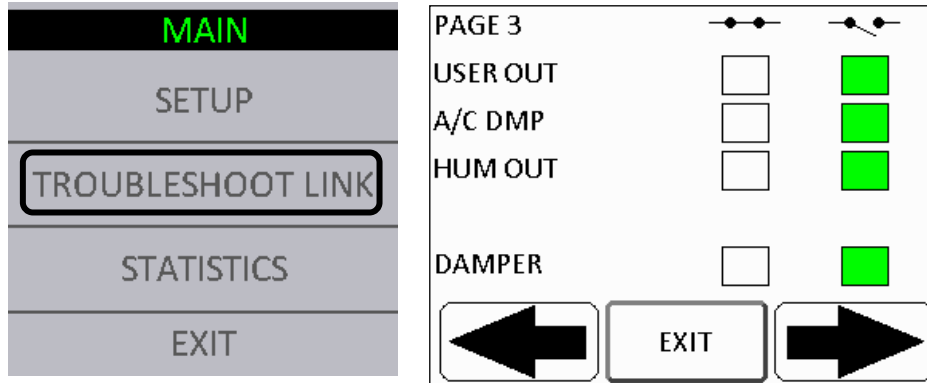 MAIN
SETUP
TROUBLESHOOT LINK
STATISTICS
EXIT
PAGE 3
USER OUT
A/C DMP
HUM OUT
DAMPER
EXIT